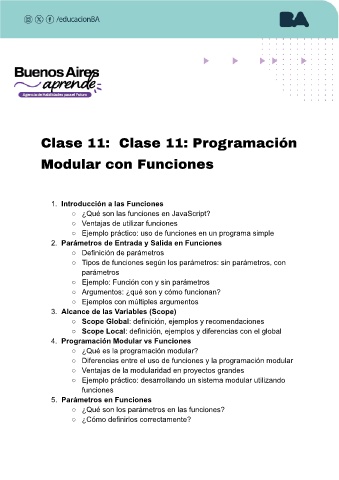 /educacionBA
BA
Buenos Aires
aprende
Agencia de Habilidades para el Futuro
Clase 11:  Clase 11: Programación
Modular con Funciones
1. Introducción a las Funciones
○ ¿Qué son las funciones en JavaScript?
○ Ventajas de utilizar funciones
○ Ejemplo práctico: uso de funciones en un programa simple
2. Parámetros de Entrada y Salida en Funciones
○ Definición de parámetros
○ Tipos de funciones según los parámetros: sin parámetros, con
parámetros
○ Ejemplo: Función con y sin parámetros
○ Argumentos: ¿qué son y cómo funcionan?
○ Ejemplos con múltiples argumentos
3. Alcance de las Variables (Scope)
○ Scope Global: definición, ejemplos y recomendaciones
○ Scope Local: definición, ejemplos y diferencias con el global
4. Programación Modular vs Funciones
○ ¿Qué es la programación modular?
○ Diferencias entre el uso de funciones y la programación modular
○ Ventajas de la modularidad en proyectos grandes
○ Ejemplo práctico: desarrollando un sistema modular utilizando
funciones
5. Parámetros en Funciones
○ ¿Qué son los parámetros en las funciones?
○ ¿Cómo definirlos correctamente?